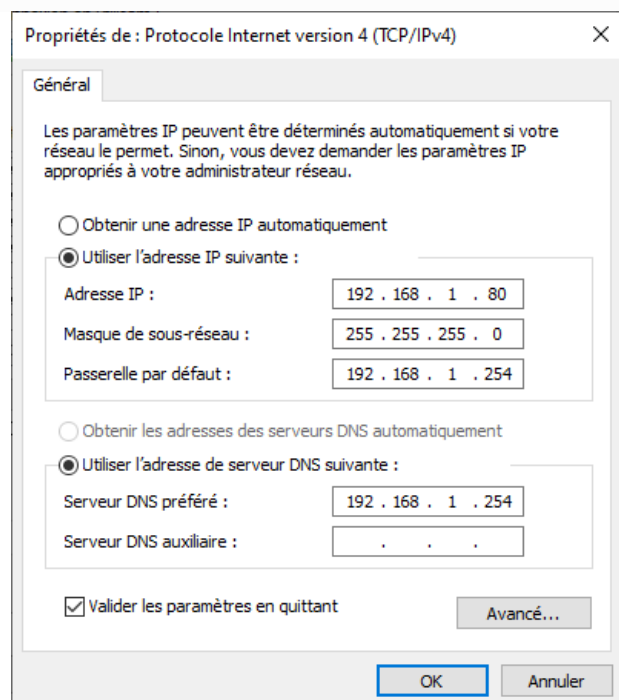 Propriétés de : Protocole Internet version 4 (TCP/IPv4)
Général
Les paramètres IP peuvent être déterminés automatiquement si votre
réseau le permet. Sinon, vous devez demander les paramètres IP
appropriés à votre administrateur réseau.
Obtenir une adresse IP automatiquement
Utiliser l'adresse IP suivante :
Adresse IP : 192 . 168 . 1 . 80
Masque de sous-réseau : 255 . 255 . 255 . 0
Passerelle par défaut : 192 . 168 . 1 . 254
Obtenir les adresses des serveurs DNS automatiquement
Utiliser l'adresse de serveur DNS suivante :
Serveur DNS préféré : 192 . 168 . 1 . 254
Serveur DNS auxiliaire : . . .
Valider les paramètres en quittant
Avancé...
OK Annuler